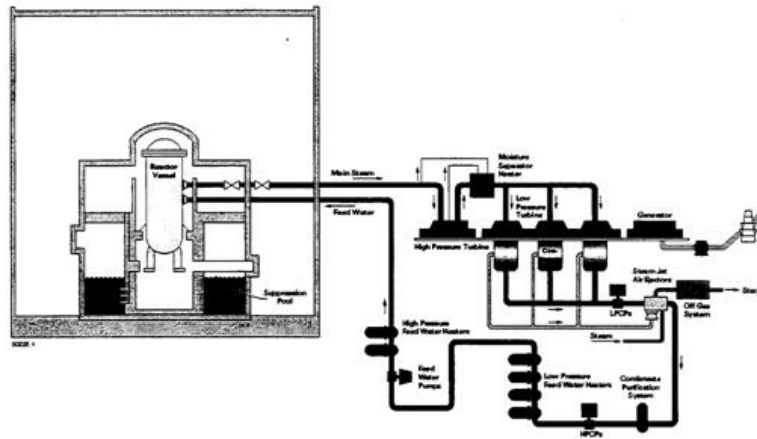 Reactor
Vessel
Suppression
Pool
Main Steam
Feed Water
Moisture
Separator
Heater
Low
Pressure
Turbine
High Pressure Turbine
Generator
Con.
Steam Jet
Air Ejectors
Off Gas
System
LPCPs
Steam
High Pressure
Feed Water Heaters
Feed
Water
Pumps
Low Pressure
Feed Water Heaters
Condensate
Purification
System
HPCPs